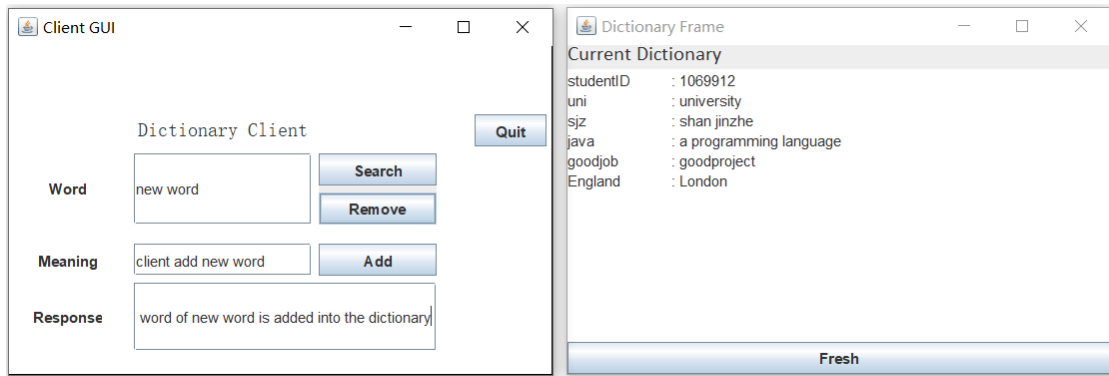 Client GUI
Dictionary Client
Quit
Word
new word
Search
Remove
Meaning
client add new word
Add
Response
word of new word is added into the dictionary
Dictionary Frame
Current Dictionary
studentID : 1069912
uni : university
sjz : shan jinzhe
java : a programming language
goodjob : goodproject
England : London
Fresh